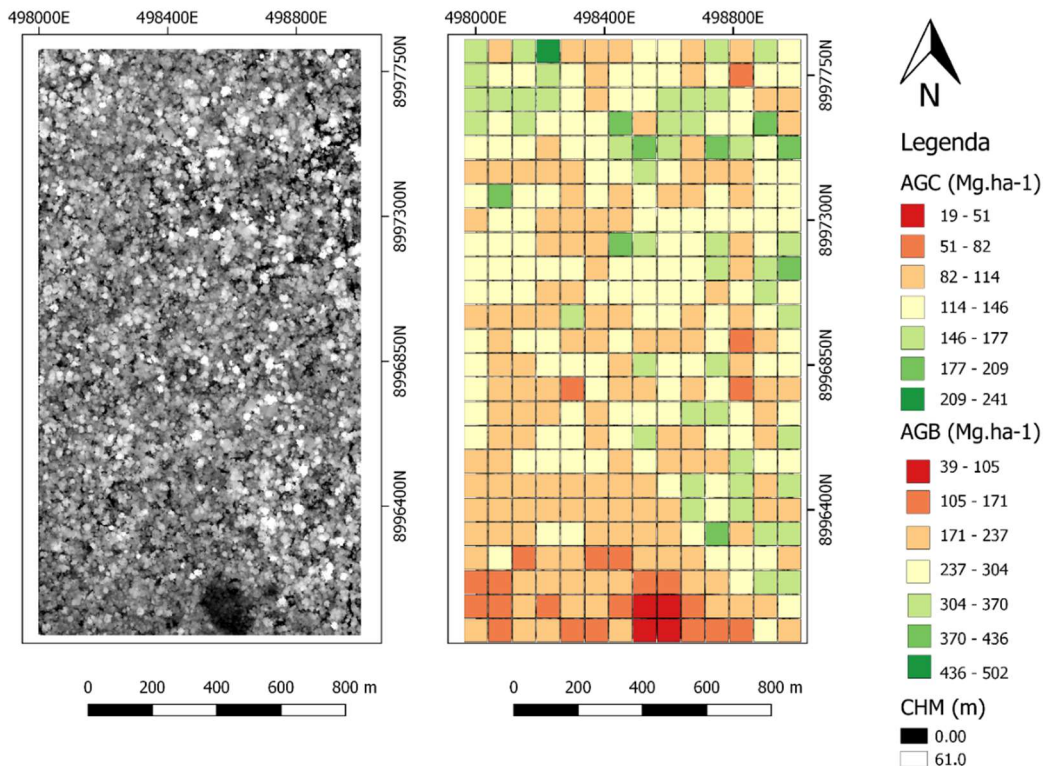 498000E 498400E 498800E
498000E 498400E 498800E
8997750N
8997300N
8996850N
8996400N
8997750N
8997300N
8996850N
8996400N
0 200 400 600 800 m
0 200 400 600 800 m
N
Legenda
AGC (Mg.ha-1)
19 - 51
51 - 82
82 - 114
114 - 146
146 - 177
177 - 209
209 - 241
AGB (Mg.ha-1)
39 - 105
105 - 171
171 - 237
237 - 304
304 - 370
370 - 436
436 - 502
CHM (m)
0.00
61.0